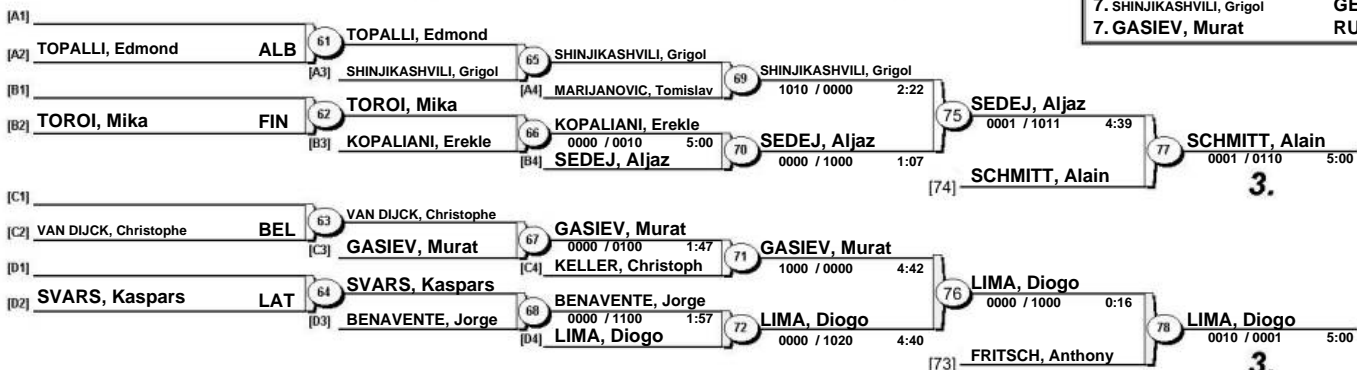 7. SHINJIKASHVILI, Grigol GE
7. GASIEV, Murat RU
[A1]
[A2] TOPALLI, Edmond ALB
61 TOPALLI, Edmond
[A3] SHINJIKASHVILI, Grigol
65 SHINJIKASHVILI, Grigol
[A4] MARIJANOVIC, Tomislav
69 SHINJIKASHVILI, Grigol
1010 / 0000 2:22
[B1]
[B2] TOROI, Mika FIN
62 TOROI, Mika
[B3] KOPALIANI, Erekle
66 KOPALIANI, Erekle
0000 / 0010 5:00
[B4] SEDEJ, Aljaz
70 SEDEJ, Aljaz
0000 / 1000 1:07
75 SEDEJ, Aljaz
0001 / 1011 4:39
[74] SCHMITT, Alain
77 SCHMITT, Alain
0001 / 0110 5:00
3.
[C1]
[C2] VAN DIJCK, Christophe BEL
63 VAN DIJCK, Christophe
[C3] GASIEV, Murat
67 GASIEV, Murat
0000 / 0100 1:47
[C4] KELLER, Christoph
71 GASIEV, Murat
1000 / 0000 4:42
[D1]
[D2] SVARS, Kaspars LAT
64 SVARS, Kaspars
[D3] BENAVENTE, Jorge
68 BENAVENTE, Jorge
0000 / 1100 1:57
[D4] LIMA, Diogo
72 LIMA, Diogo
0000 / 1020 4:40
76 LIMA, Diogo
0000 / 1000 0:16
[73] FRITSCH, Anthony
78 LIMA, Diogo
0010 / 0001 5:00
3.